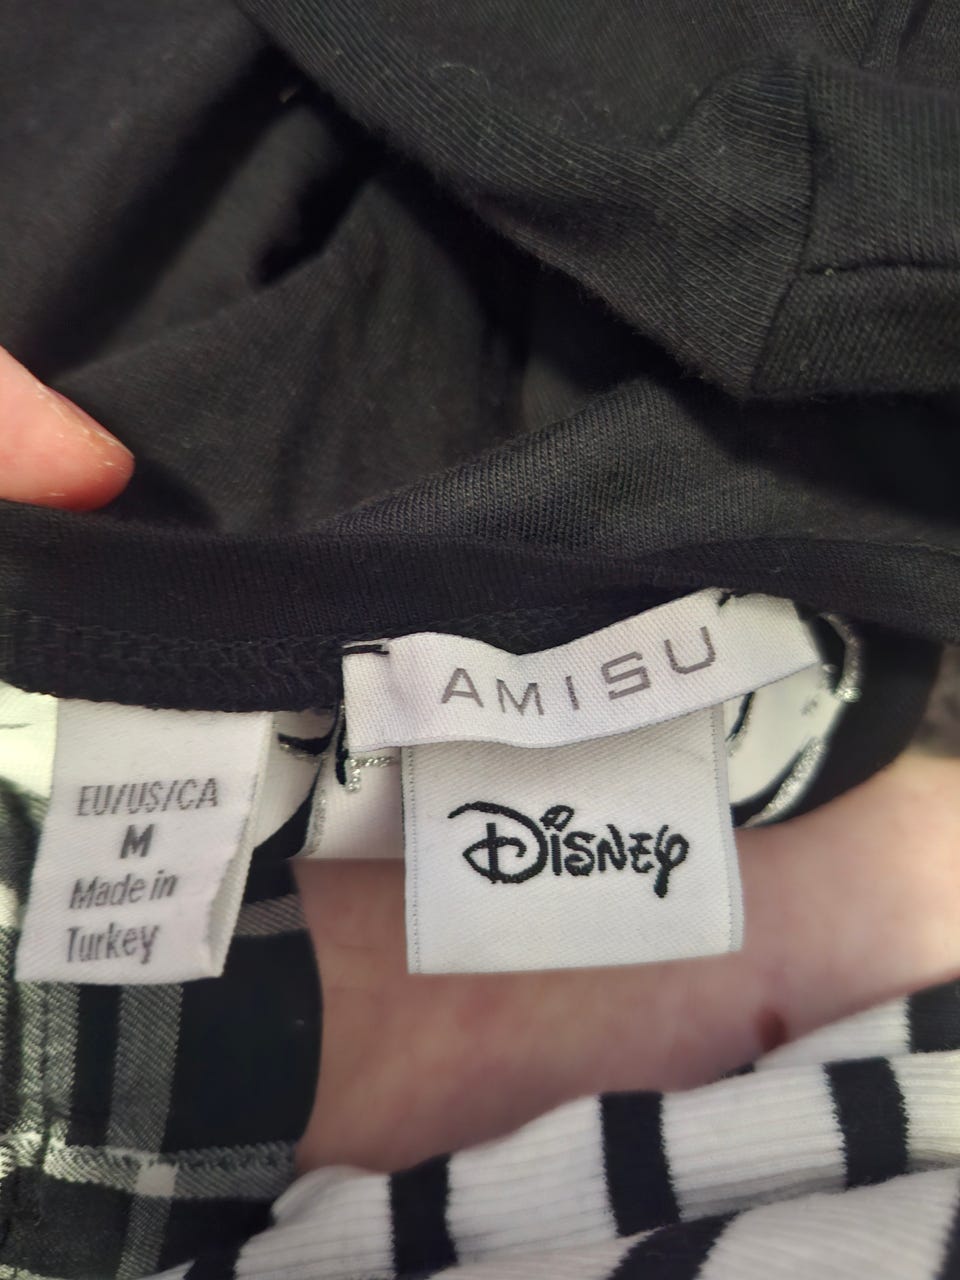 AMISU
Disney
EU/US/CA
M
Made in
Turkey